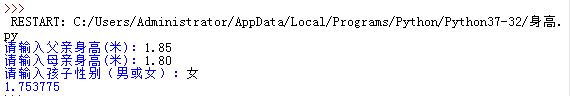 >>>
RESTART: C:/Users/Administrator/AppData/Local/Programs/Python/Python37-32/身高.
py
请输入父亲身高(米): 1.85
请输入母亲身高(米): 1.80
请输入孩子性别（男或女）: 女
1.753775